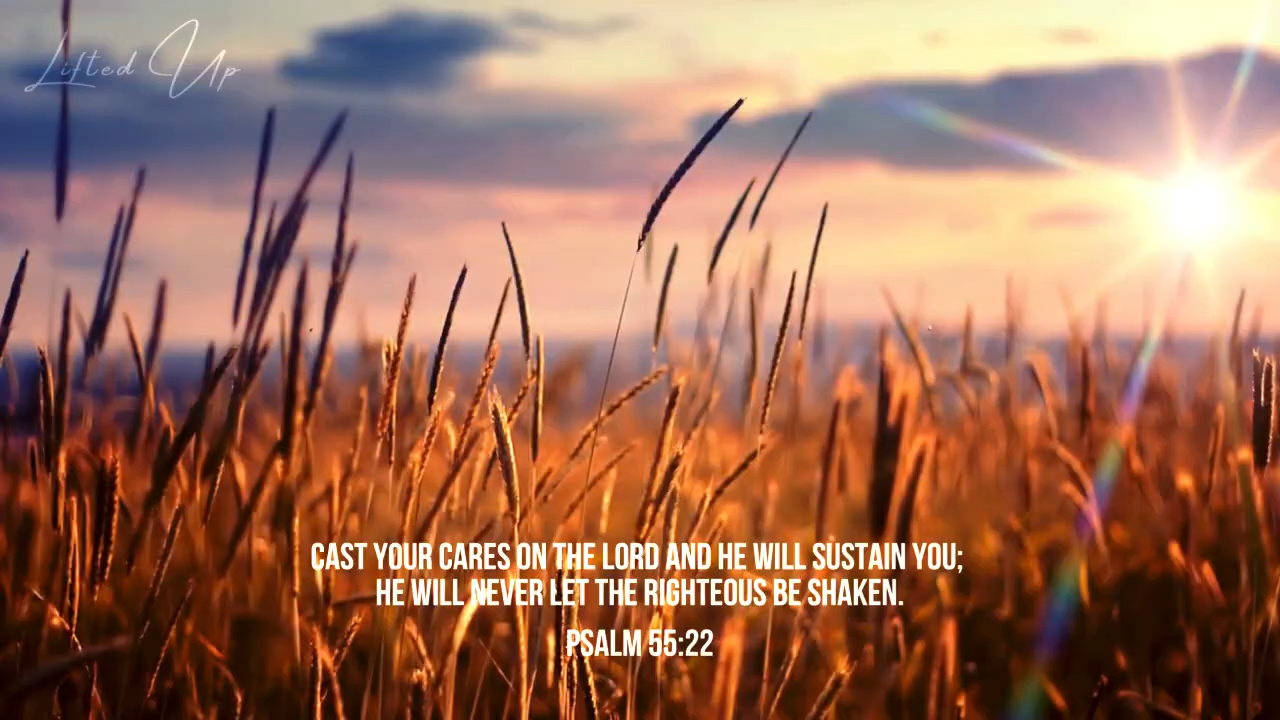 Lifted Up
CAST YOUR CARES ON THE LORD AND HE WILL SUSTAIN YOU;
HE WILL NEVER LET THE RIGHTEOUS BE SHAKEN.
PSALM 55:22